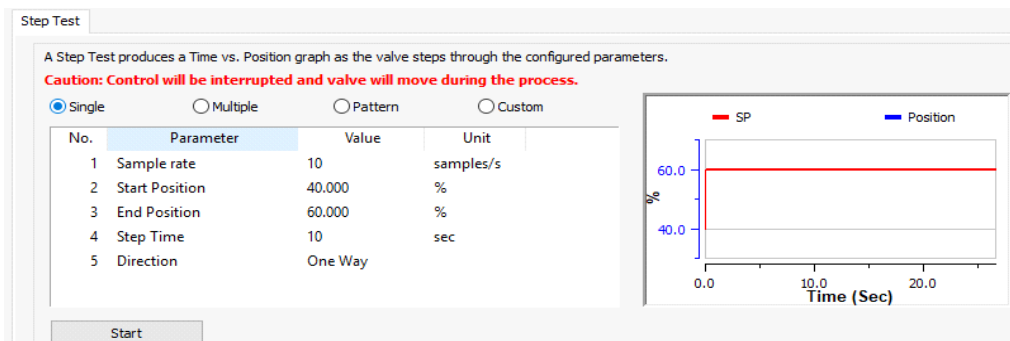 Step Test
A Step Test produces a Time vs. Position graph as the valve steps through the configured parameters.
Caution: Control will be interrupted and valve will move during the process.
Single Multiple Pattern Custom
No. Parameter Value Unit
1 Sample rate 10 samples/s
2 Start Position 40.000 %
3 End Position 60.000 %
4 Step Time 10 sec
5 Direction One Way
Start
SP Position
60.0
%
40.0
0.0 10.0 20.0
Time (Sec)